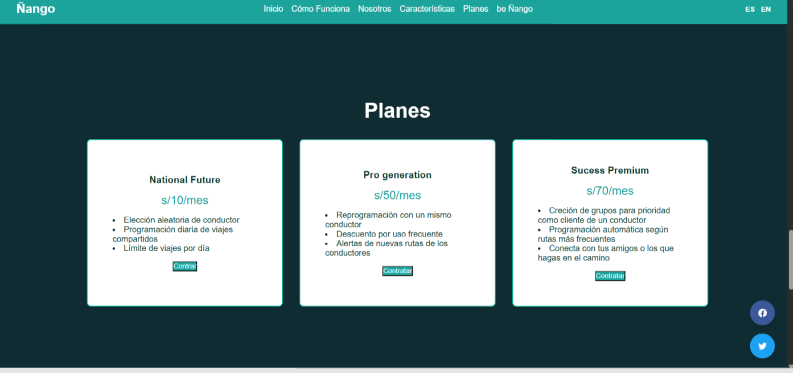 Ñango
Inicio Cómo Funciona Nosotros Características Planes be Ñango
ES EN
Planes
National Future
s/10/mes
• Elección aleatoria de conductor
• Programación diaria de viajes
compartidos
• Límite de viajes por día
Contrar
Pro generation
s/50/mes
• Reprogramación con un mismo
conductor
• Descuento por uso frecuente
• Alertas de nuevas rutas de los
conductores
Contratar
Sucess Premium
s/70/mes
• Creción de grupos para prioridad
como cliente de un conductor
• Programación automática según
rutas más frecuentes
• Conecta con tus amigos o los que
hagas en el camino
Contratar